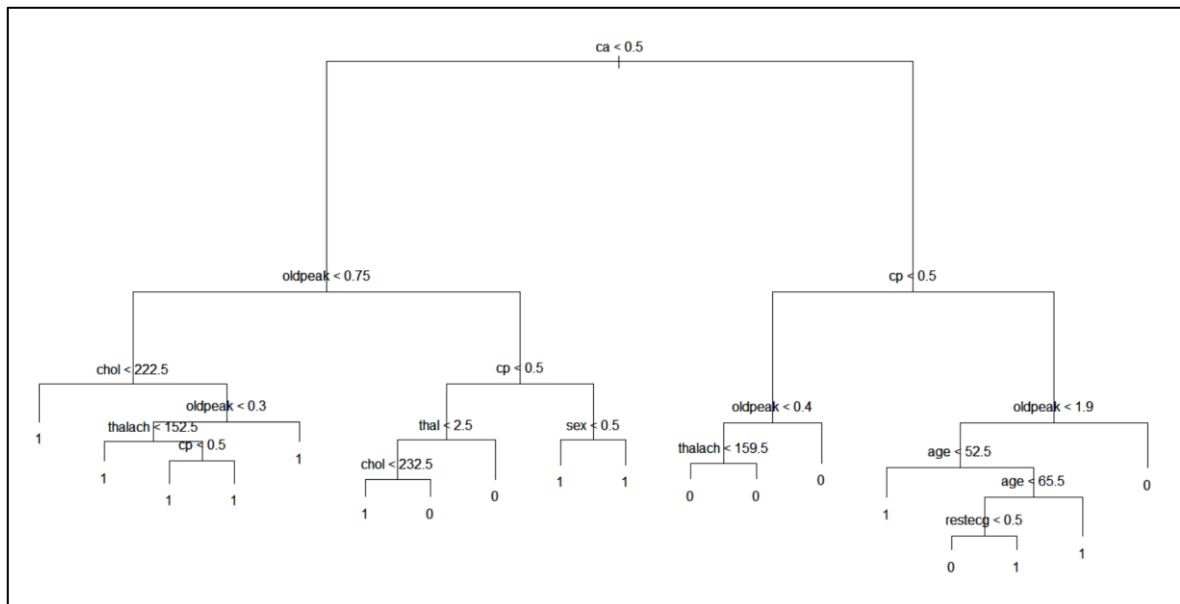 ca < 0.5
oldpeak < 0.75
cp < 0.5
chol < 222.5
cp < 0.5
oldpeak < 0.3
oldpeak < 0.4
oldpeak < 1.9
thalach < 152.5
thal < 2.5
sex < 0.5
1
cp < 0.5
thalach < 159.5
age < 52.5
1
chol < 232.5
1
1
1
0
0
0
age < 65.5
1
1
1
0
0
0
1
1
0
restecg < 0.5
1
0
1